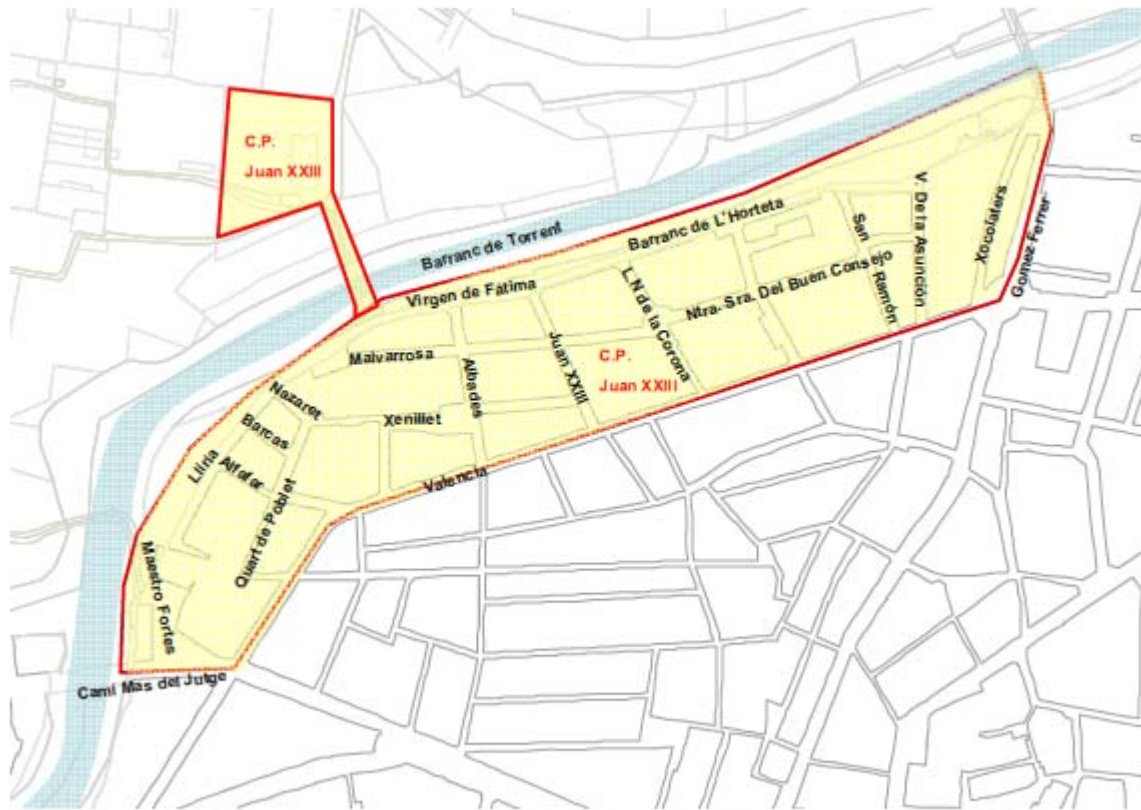 C.P.
Juan XXIII
Barranc de Torrent
Barranc de L'Horteta
Virgen de Fátima
V. De la Asunción
San Ramón
Xocolaters
Gomez Ferrer
Ntra. Sra. Del Buen Consejo
L. N de la Corona
Juan XXIII
C.P.
Juan XXIII
Malvarrosa
Albades
Nazaret
Barcas
Xenillet
Lliria
Alfafar
Valencia
Quart de Poblet
Maestro Fortes
Camí Mas del Jutge